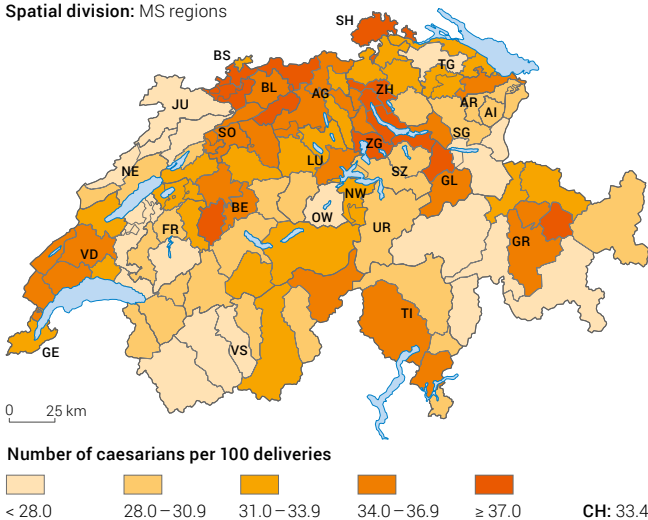 Spatial division: MS regions
SH
BS
TG
JU
BL
AG
ZH
AR
AI
SO
SG
ZG
LU
NE
SZ
GL
NW
BE
OW
FR
UR
GR
VD
TI
VS
GE
0 25 km
Number of caesarians per 100 deliveries
< 28.0 28.0 – 30.9 31.0 – 33.9 34.0 – 36.9 ≥ 37.0 CH: 33.4